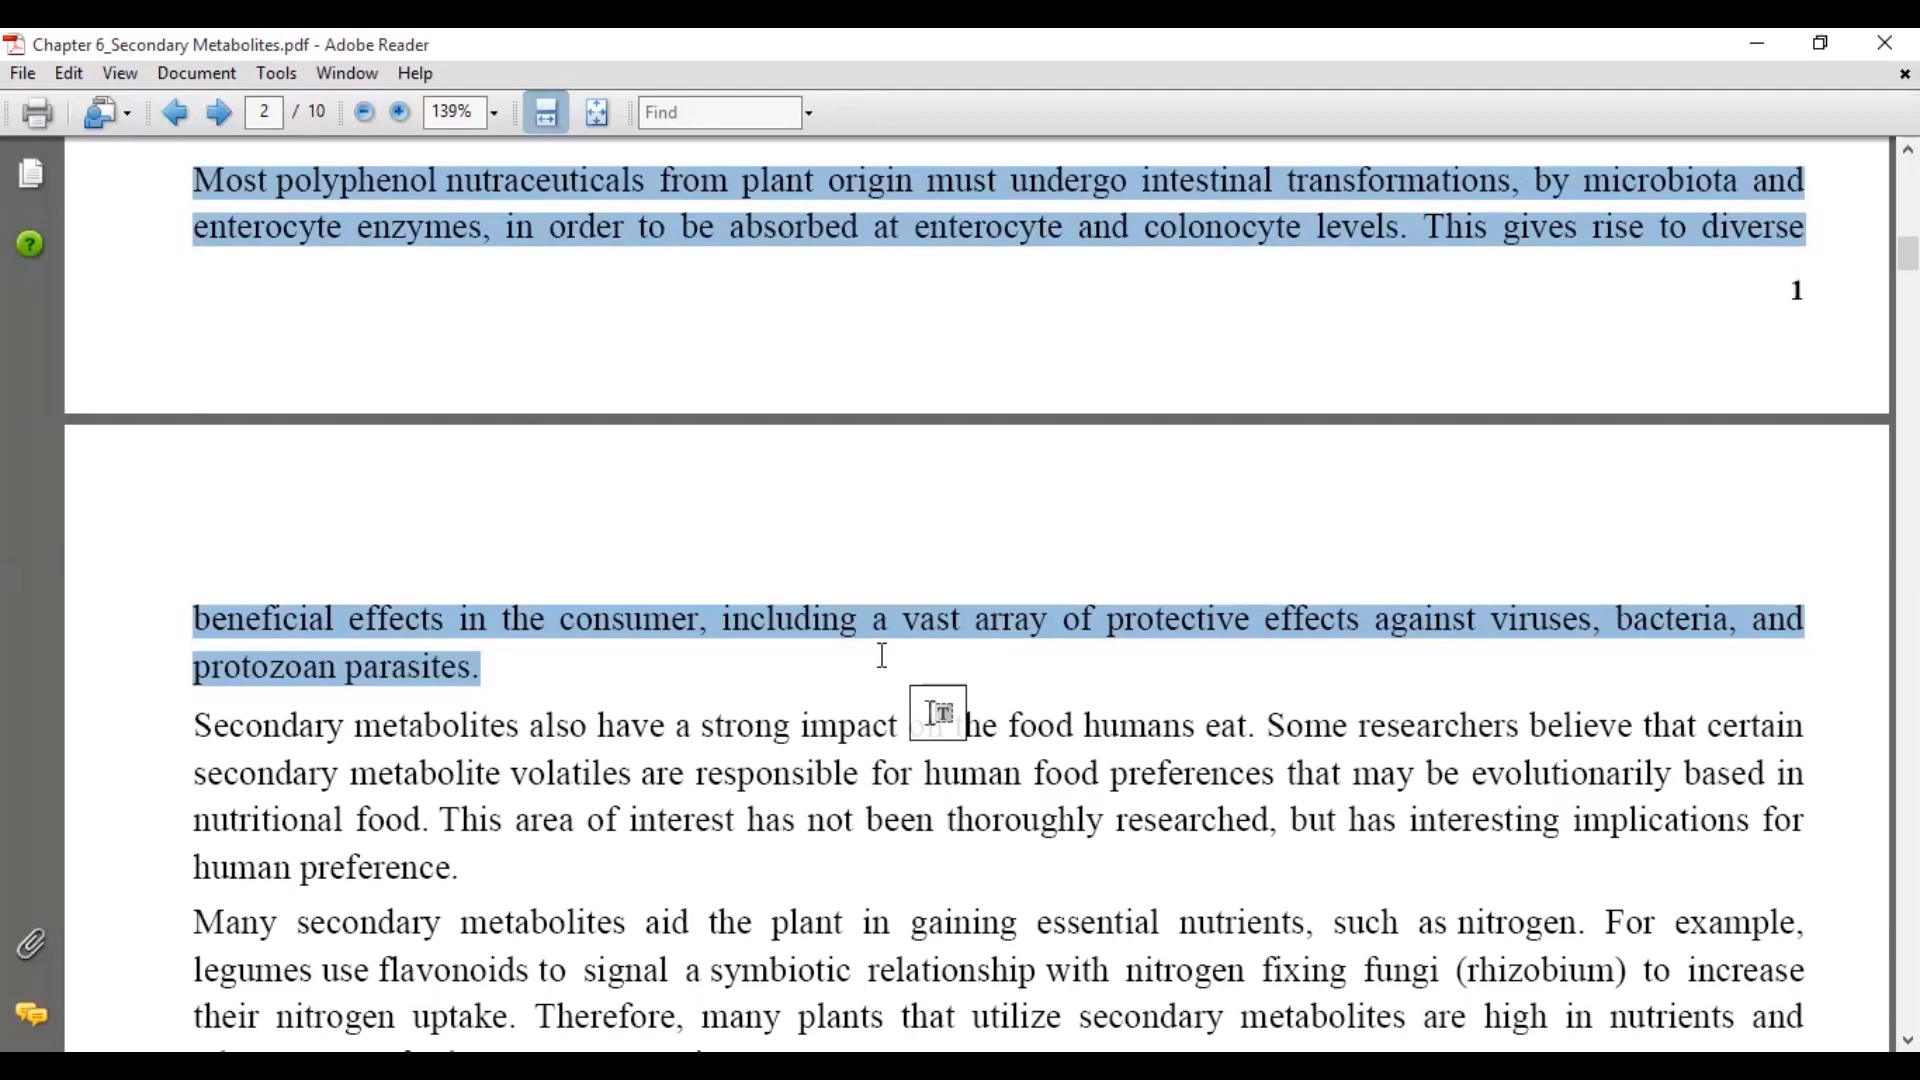 Chapter 6_Secondary Metabolites.pdf - Adobe Reader
File Edit View Document Tools Window Help
2 / 10 139% Find
Most polyphenol nutraceuticals from plant origin must undergo intestinal transformations, by microbiota and
enterocyte enzymes, in order to be absorbed at enterocyte and colonocyte levels. This gives rise to diverse
1
beneficial effects in the consumer, including a vast array of protective effects against viruses, bacteria, and
protozoan parasites.
Secondary metabolites also have a strong impact on the food humans eat. Some researchers believe that certain
secondary metabolite volatiles are responsible for human food preferences that may be evolutionarily based in
nutritional food. This area of interest has not been thoroughly researched, but has interesting implications for
human preference.
Many secondary metabolites aid the plant in gaining essential nutrients, such as nitrogen. For example,
legumes use flavonoids to signal a symbiotic relationship with nitrogen fixing fungi (rhizobium) to increase
their nitrogen uptake. Therefore, many plants that utilize secondary metabolites are high in nutrients and